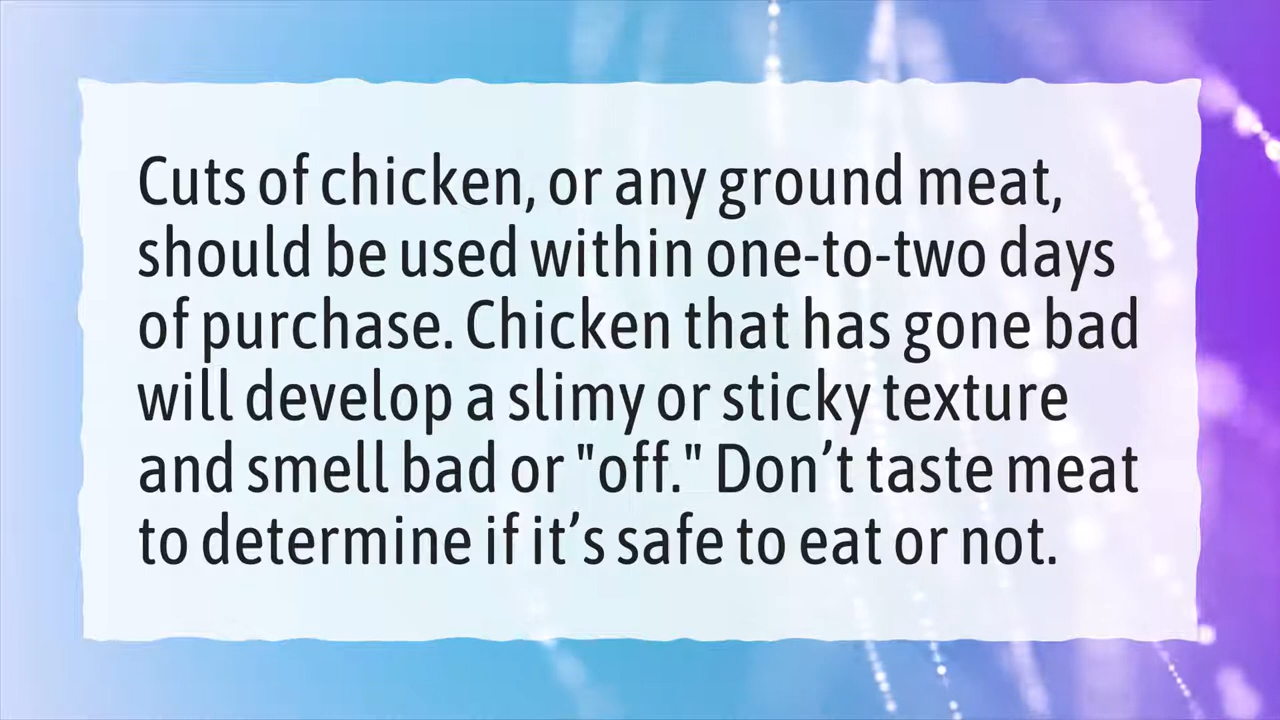 Cuts of chicken, or any ground meat,
should be used within one-to-two days
of purchase. Chicken that has gone bad
will develop a slimy or sticky texture
and smell bad or "off." Don’t taste meat
to determine if it’s safe to eat or not.